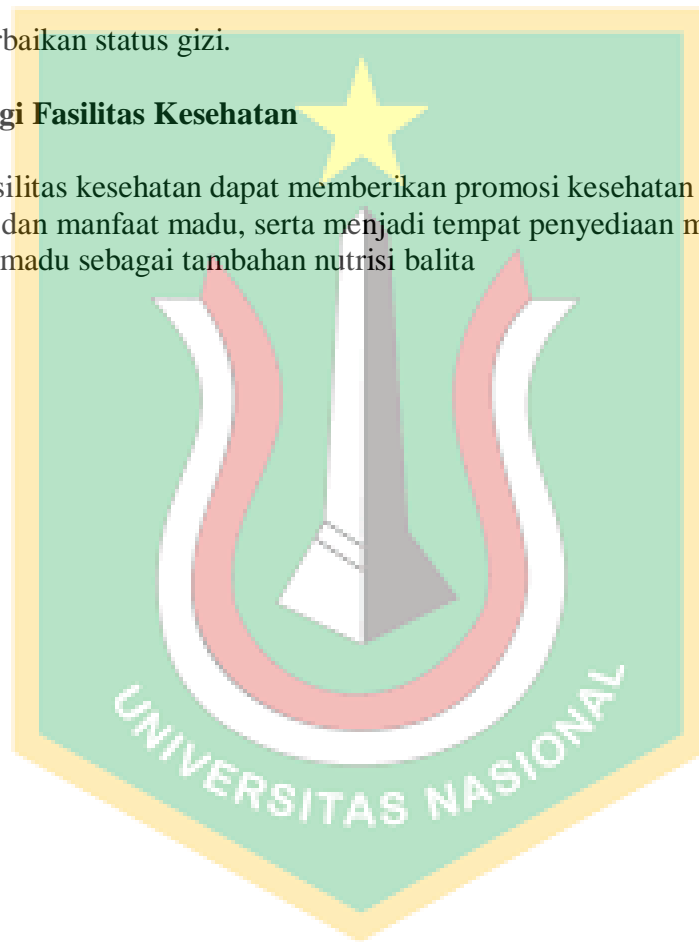 rbaikan status gizi.
gi Fasilitas Kesehatan
silitas kesehatan dapat memberikan promosi kesehatan
dan manfaat madu, serta menjadi tempat penyediaan m
madu sebagai tambahan nutrisi balita
UNIVERSITAS NASIONAL